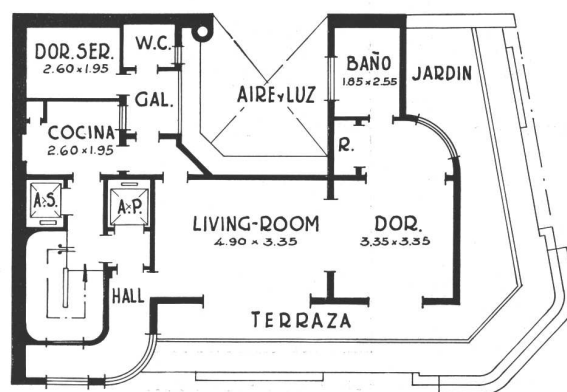 DOR. SER.
2.60 x 1.95
W.C.
GAL.
AIRE Y LUZ
BAÑO
1.85 x 2.55
JARDIN
COCINA
2.60 x 1.95
R.
A.S.
A.P.
LIVING-ROOM
4.90 x 3.35
DOR.
3.35 x 3.35
HALL
TERRAZA